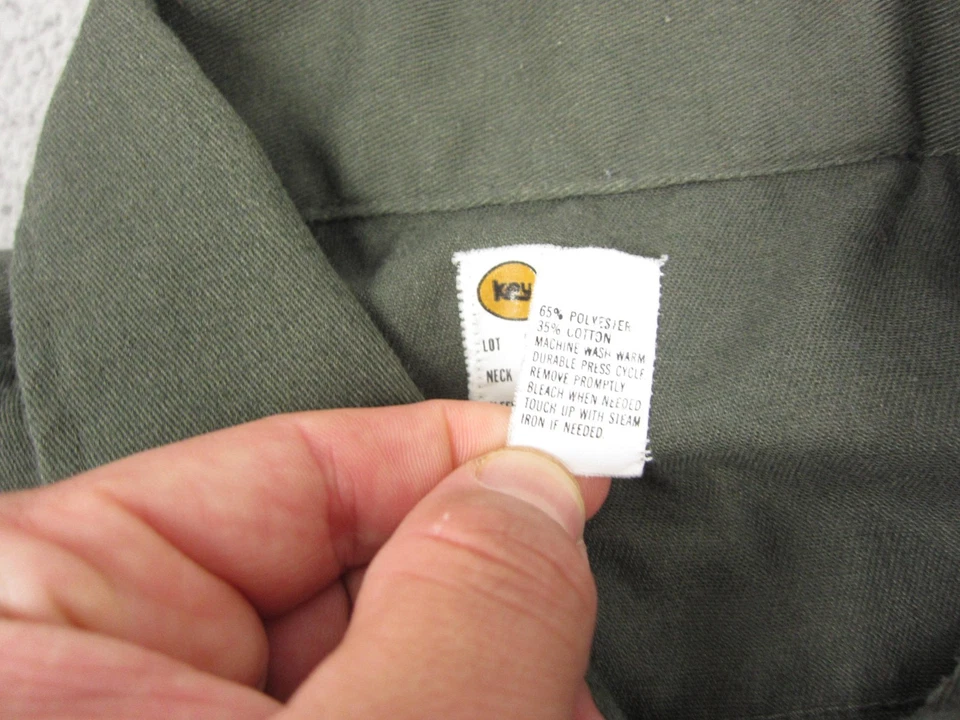 key
LOT
NECK
65% POLYESTER
35% COTTON
MACHINE WASH WARM
DURABLE PRESS CYCLE
REMOVE PROMPTLY
BLEACH WHEN NEEDED
TOUCH UP WITH STEAM
IRON IF NEEDED